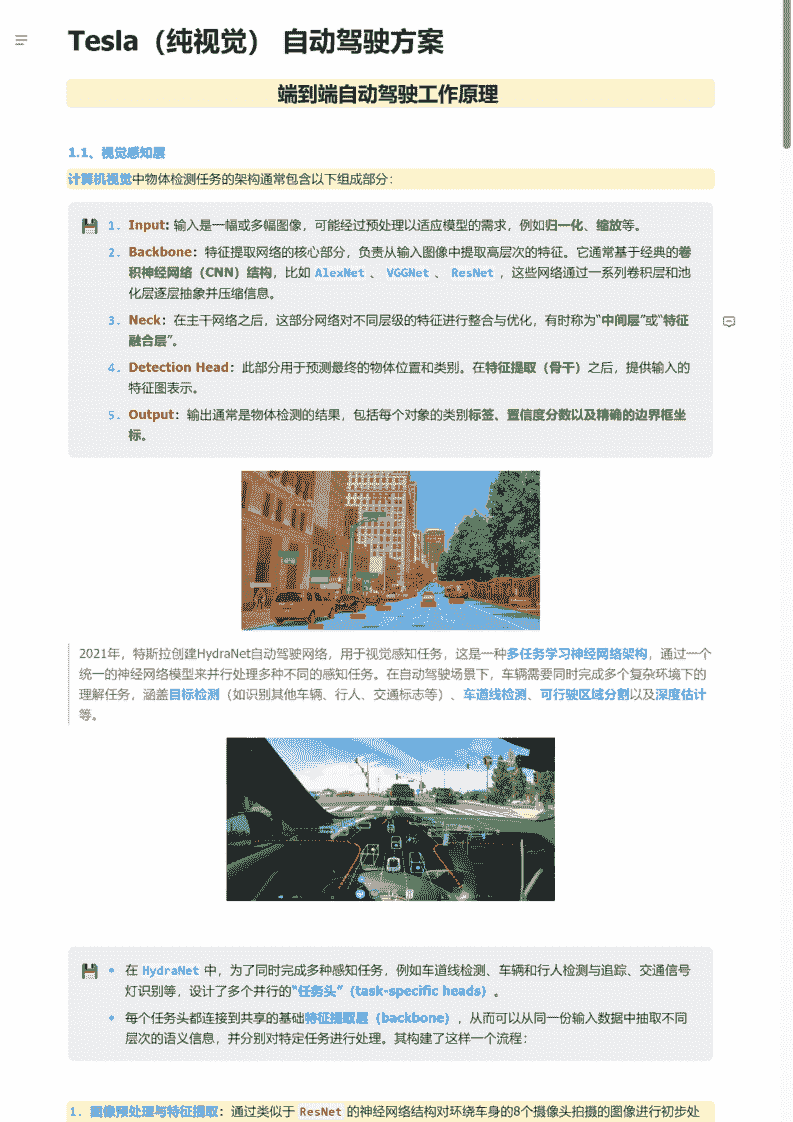 Tesla（纯视觉） 自动驾驶方案
端到端自动驾驶工作原理
1.1、视觉感知层
计算机视觉中物体检测任务的架构通常包含以下组成部分：
1. Input: 输入是一幅或多幅图像，可能经过预处理以适应模型的需求，例如归一化、缩放等。
2. Backbone：特征提取网络的核心部分，负责从输入图像中提取高层次的特征。它通常基于经典的卷
积神经网络（CNN）结构，比如 AlexNet 、 VGGNet 、 ResNet ，这些网络通过一系列卷积层和池
化层逐层抽象并压缩信息。
3. Neck：在主干网络之后，这部分网络对不同层级的特征进行整合与优化，有时称为“中间层”或“特征
融合层”。
4. Detection Head：此部分用于预测最终的物体位置和类别。在特征提取（骨干）之后，提供输入的
特征图表示。
5. Output：输出通常是物体检测的结果，包括每个对象的类别标签、置信度分数以及精确的边界框坐
标。
2021年，特斯拉创建HydraNet自动驾驶网络，用于视觉感知任务，这是一种多任务学习神经网络架构，通过一个
统一的神经网络模型来并行处理多种不同的感知任务。在自动驾驶场景下，车辆需要同时完成多个复杂环境下的
理解任务，涵盖目标检测（如识别其他车辆、行人、交通标志等）、车道线检测、可行驶区域分割以及深度估计
等。
• 在 HydraNet 中，为了同时完成多种感知任务，例如车道线检测、车辆和行人检测与追踪、交通信号
灯识别等，设计了多个并行的“任务头”（task-specific heads）。
• 每个任务头都连接到共享的基础特征提取层（backbone），从而可以从同一份输入数据中抽取不同
层次的语义信息，并分别对特定任务进行处理。其构建了这样一个流程：
1. 图像预处理与特征提取：通过类似于 ResNet 的神经网络结构对环绕车身的8个摄像头拍摄的图像进行初步处